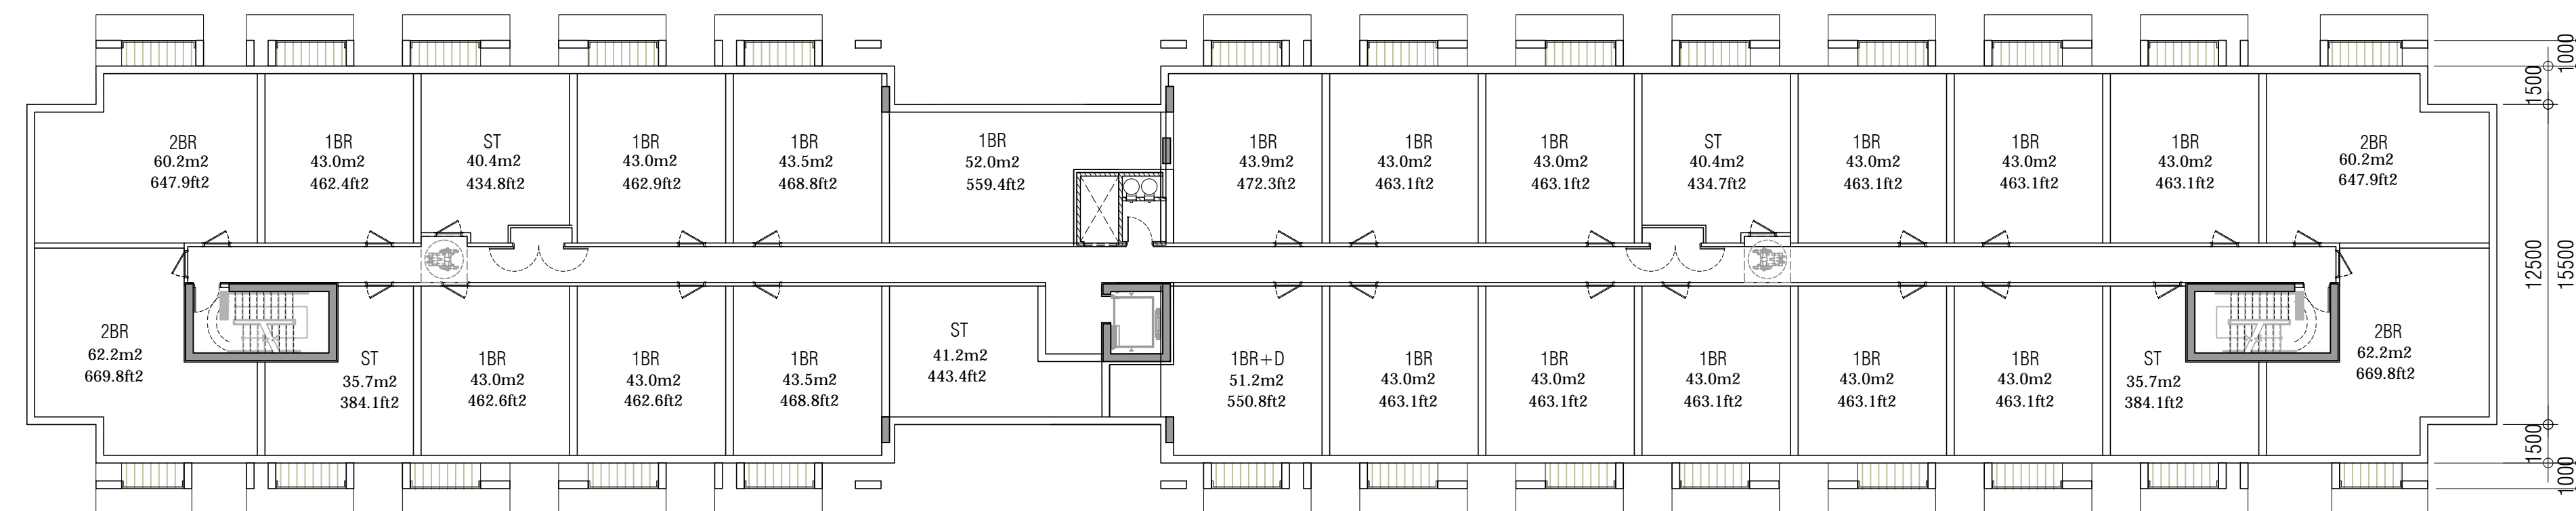 2BR
60.2m2
647.9ft2
1BR
43.0m2
462.4ft2
ST
40.4m2
434.8ft2
1BR
43.0m2
462.9ft2
1BR
43.5m2
468.8ft2
1BR
52.0m2
559.4ft2
1BR
43.9m2
472.3ft2
1BR
43.0m2
463.1ft2
1BR
43.0m2
463.1ft2
ST
40.4m2
434.7ft2
1BR
43.0m2
463.1ft2
1BR
43.0m2
463.1ft2
1BR
43.0m2
463.1ft2
2BR
60.2m2
647.9ft2
2BR
62.2m2
669.8ft2
ST
35.7m2
384.1ft2
1BR
43.0m2
462.6ft2
1BR
43.0m2
462.6ft2
1BR
43.5m2
468.8ft2
ST
41.2m2
443.4ft2
1BR+D
51.2m2
550.8ft2
1BR
43.0m2
463.1ft2
1BR
43.0m2
463.1ft2
1BR
43.0m2
463.1ft2
1BR
43.0m2
463.1ft2
1BR
43.0m2
463.1ft2
ST
35.7m2
384.1ft2
2BR
62.2m2
669.8ft2
1000
1500
12500
15500
1500
1000